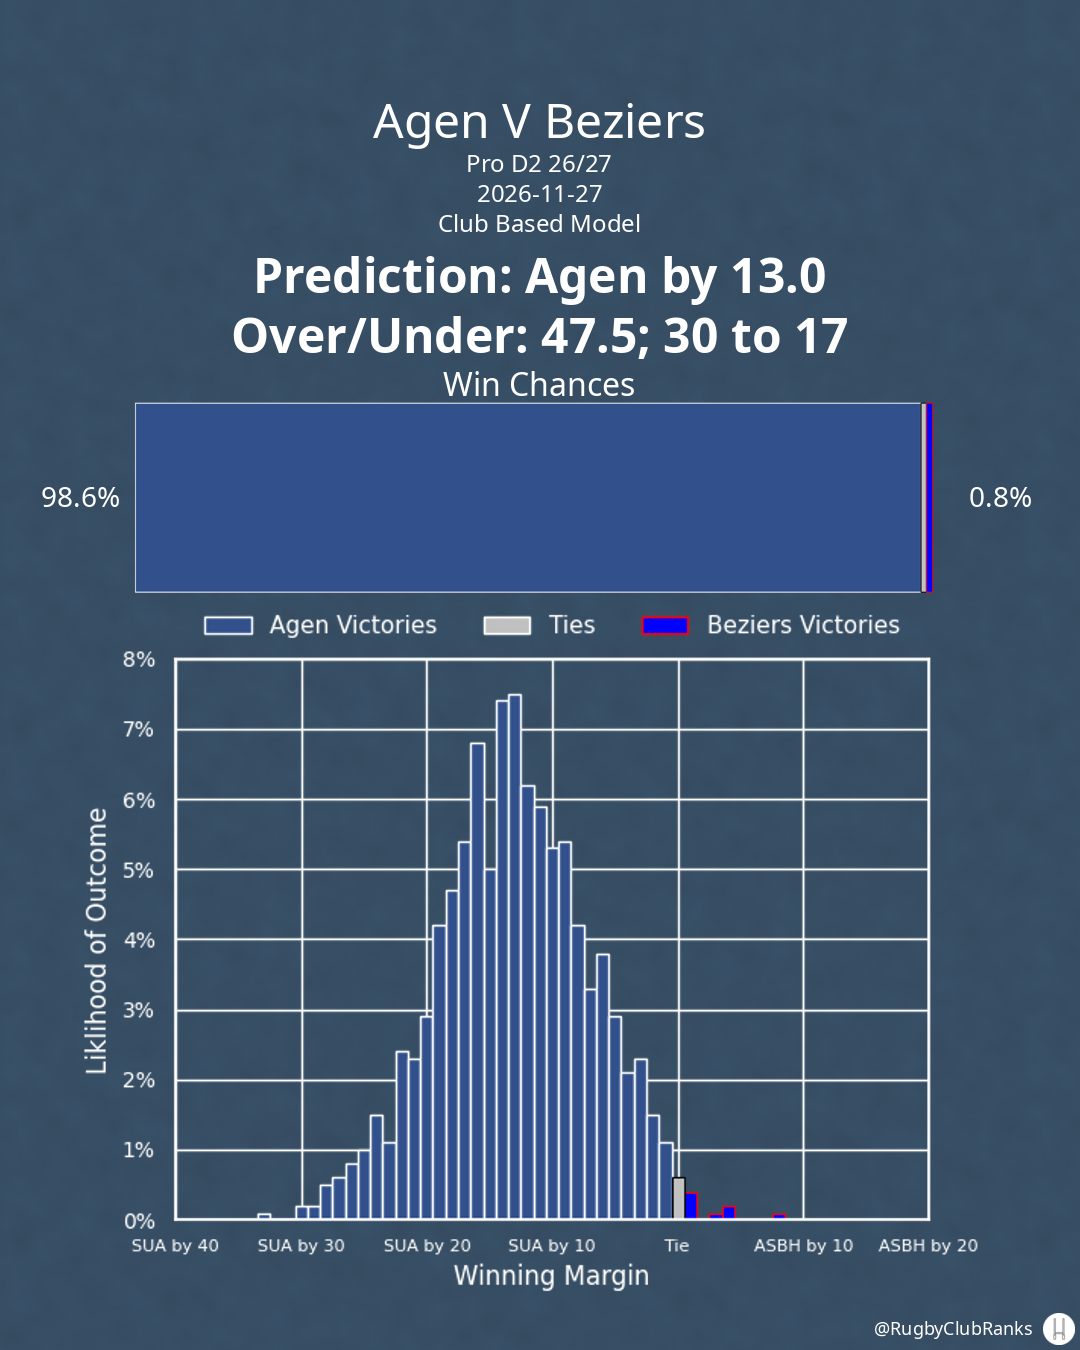 Agen V Beziers
Pro D2 26/27
2026-11-27
Club Based Model
Prediction: Agen by 13.0
Over/Under: 47.5; 30 to 17
Win Chances
98.6%
0.8%
Agen Victories
Ties
Beziers Victories
8%
7%
6%
5%
4%
3%
2%
1%
0%
Liklihood of Outcome
SUA by 40
SUA by 30
SUA by 20
SUA by 10
Tie
ASBH by 10
ASBH by 20
Winning Margin
@RugbyClubRanks